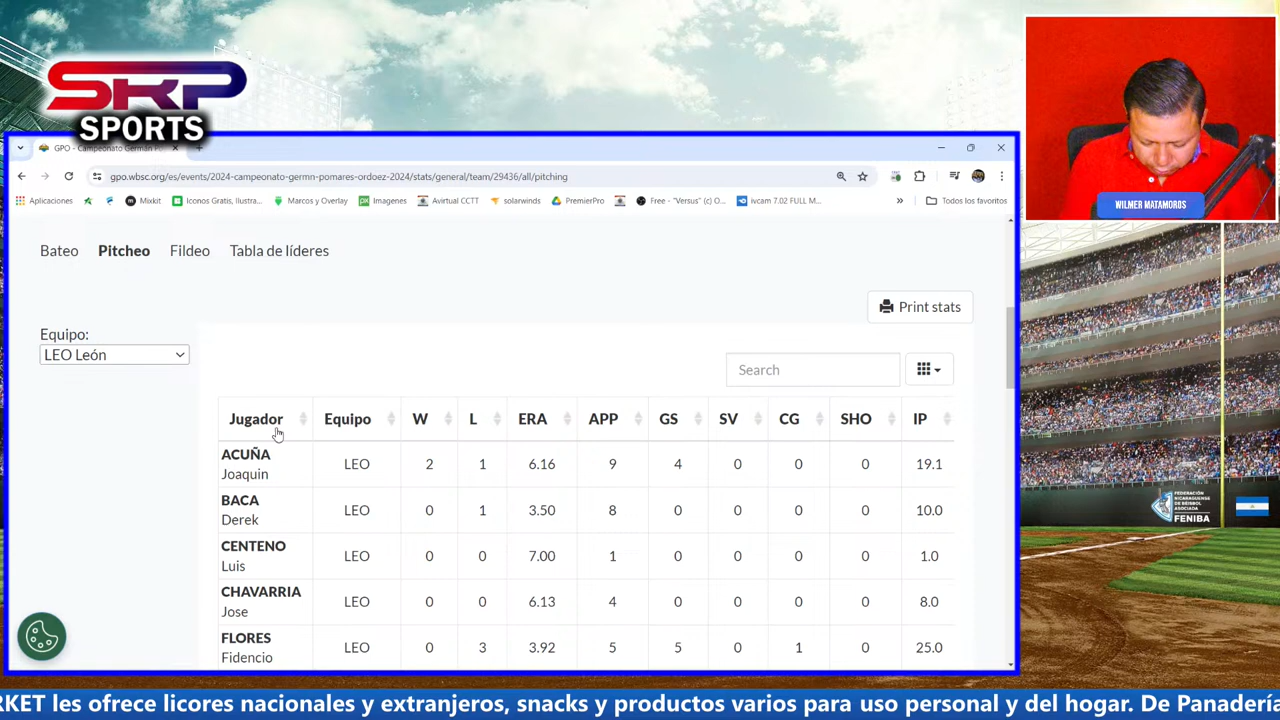 SKP
SPORTS
GPO - Campeonato Germán P
gpo.wbsc.org/es/events/2024-campeonato-germn-pomares-ordoez-2024/stats/general/team/29436/all/pitching
Aplicaciones Mixkit Iconos Gratis, Ilustra... Marcos y Overlay Imagenes Avirtual CCTT solarwinds PremierPro Free - "Versus" (c) O... ivcam 7.02 FULL M... » Todos los favoritos
Bateo Pitcheo Fildeo Tabla de líderes
Print stats
Equipo:
LEO León
Search
Jugador Equipo W L ERA APP GS SV CG SHO IP
ACUÑA
Joaquin LEO 2 1 6.16 9 4 0 0 0 19.1
BACA
Derek LEO 0 1 3.50 8 0 0 0 0 10.0
CENTENO
Luis LEO 0 0 7.00 1 0 0 0 0 1.0
CHAVARRIA
Jose LEO 0 0 6.13 4 0 0 0 0 8.0
FLORES
Fidencio LEO 0 3 3.92 5 5 0 1 0 25.0
WILMER MATAMOROS
FEDERACIÓN
NICARAGÜENSE
DE BÉISBOL
ASOCIADA
FENIBA
RKET les ofrece licores nacionales y extranjeros, snacks y productos varios para uso personal y del hogar. De Panadería